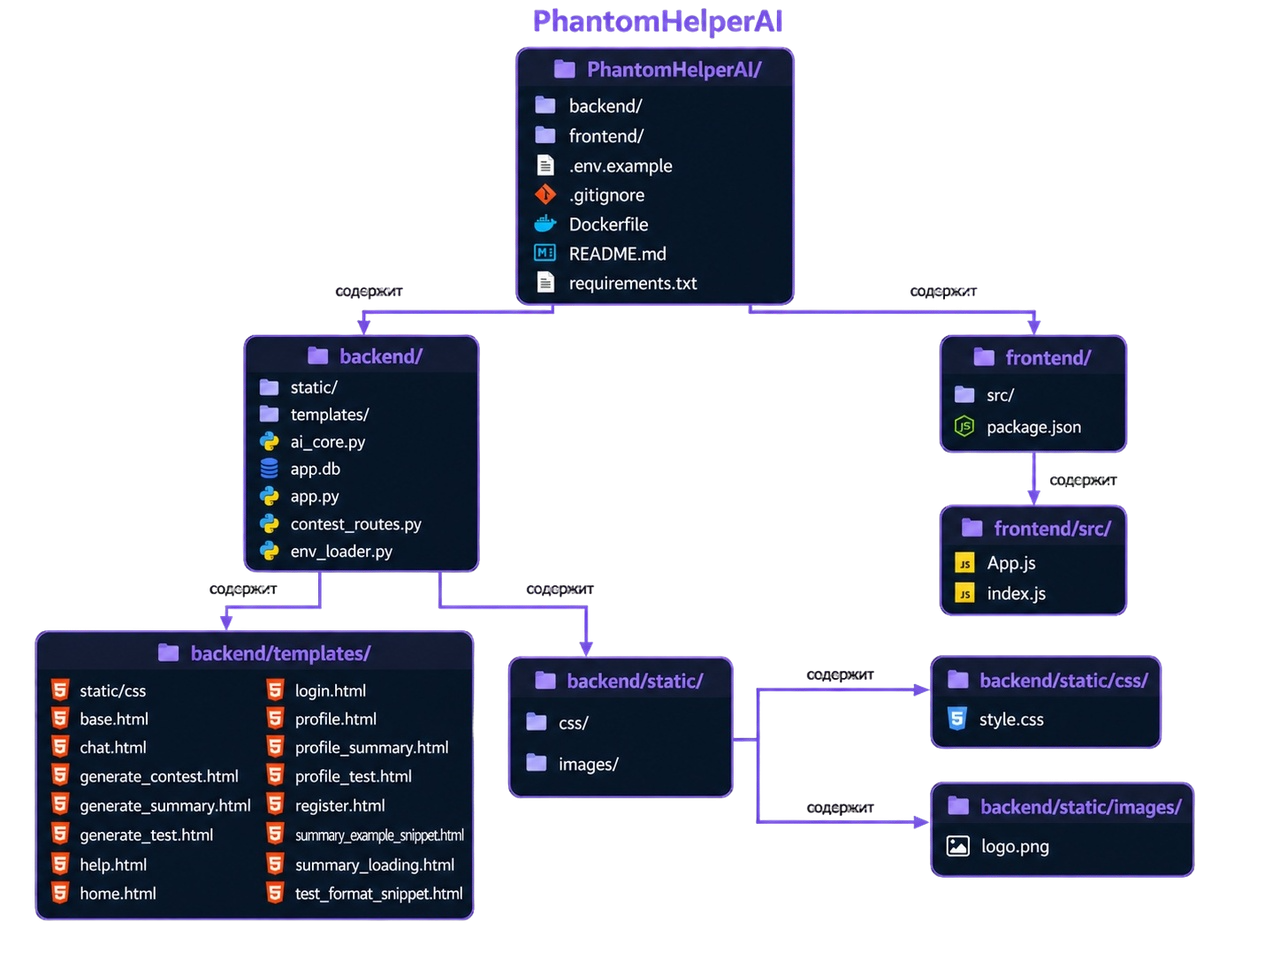 PhantomHelperAI
PhantomHelperAI/
backend/
frontend/
.env.example
.gitignore
Dockerfile
README.md
requirements.txt
содержит
содержит
backend/
static/
templates/
ai_core.py
app.db
app.py
contest_routes.py
env_loader.py
frontend/
src/
package.json
содержит
frontend/src/
App.js
index.js
содержит
содержит
backend/templates/
static/css
base.html
chat.html
generate_contest.html
generate_summary.html
generate_test.html
help.html
home.html
login.html
profile.html
profile_summary.html
profile_test.html
register.html
summary_example_snippet.html
summary_loading.html
test_format_snippet.html
backend/static/
css/
images/
содержит
backend/static/css/
style.css
содержит
backend/static/images/
logo.png